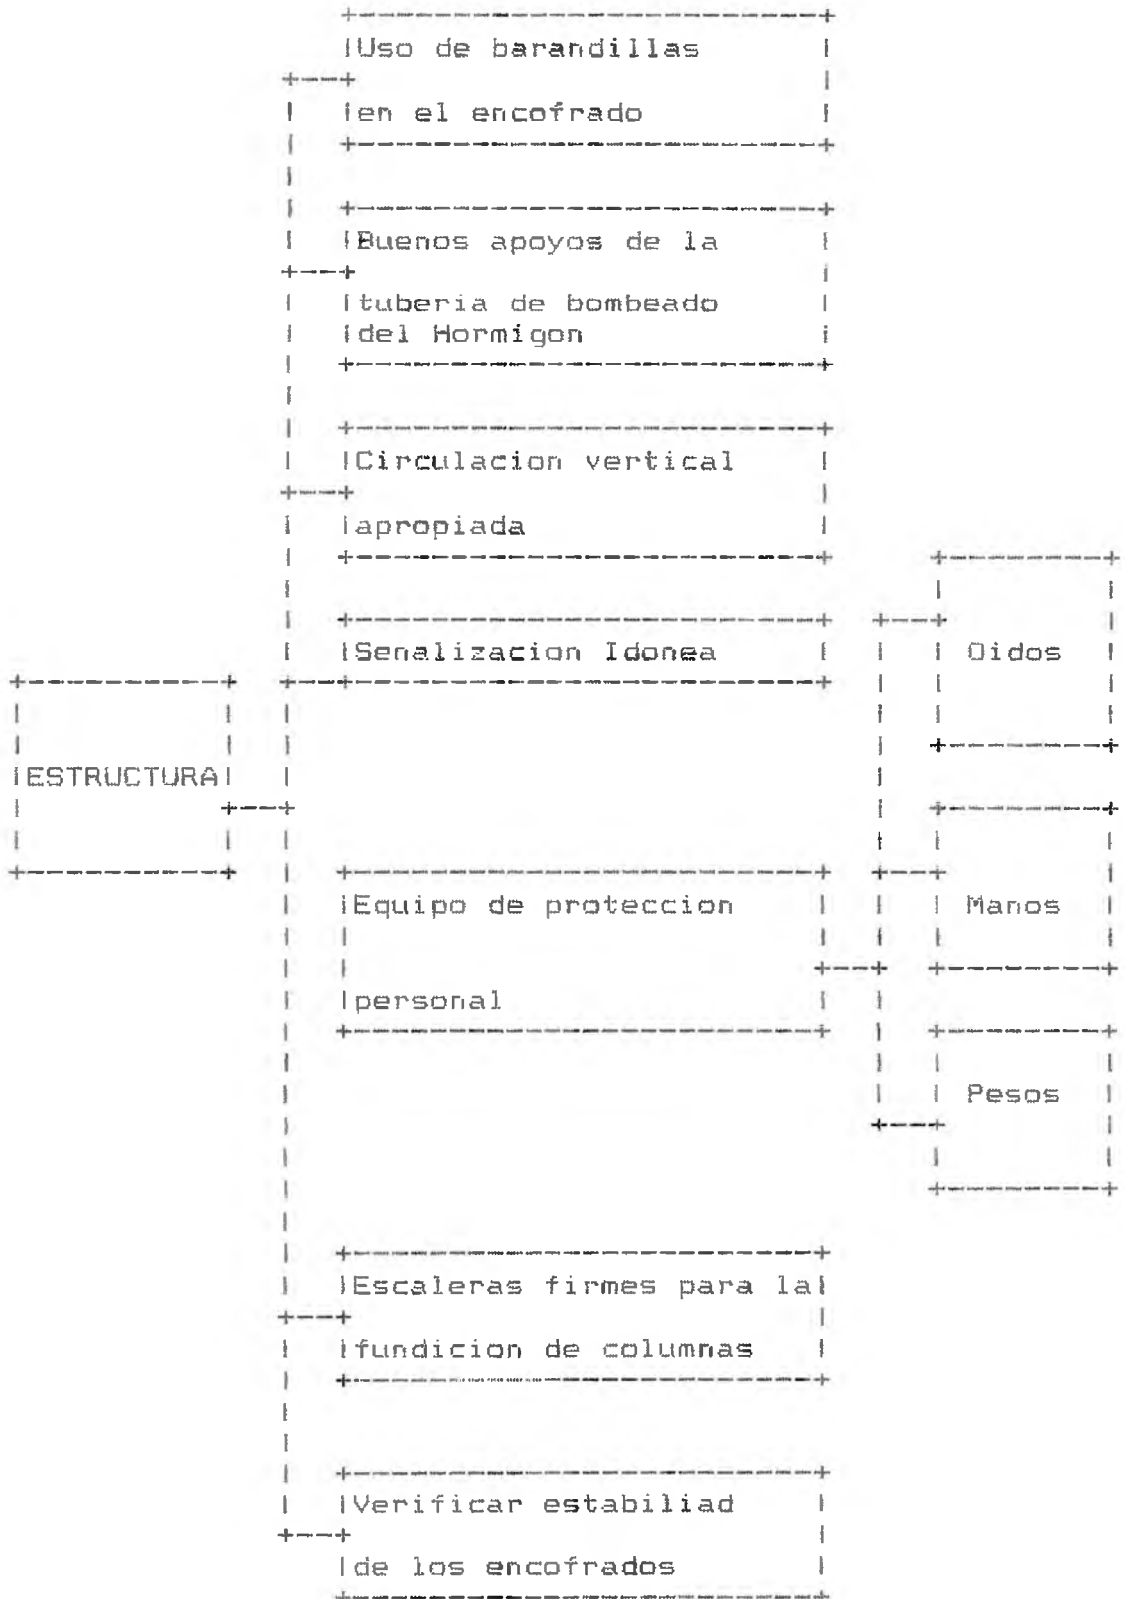 Uso de barandillas
en el encofrado
Buenos apoyos de la
tuberia de bombeado
del Hormigon
Circulacion vertical
apropiada
Senalizacion Idonea
Oidos
ESTRUCTURA
Manos
Equipo de proteccion
personal
Pesos
Escaleras firmes para la
fundicion de columnas
Verificar estabiliad
de los encofrados